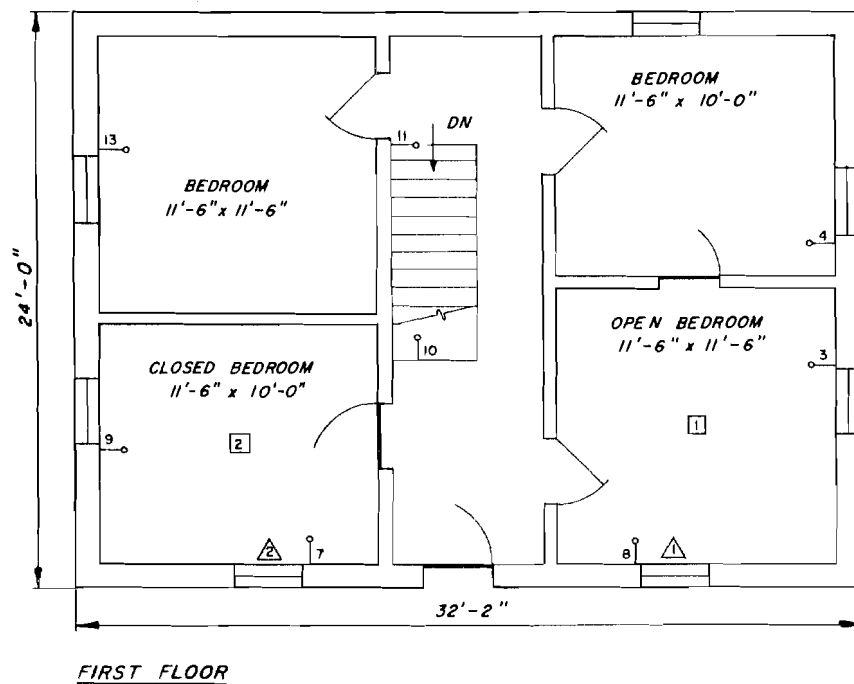 BEDROOM
11'-6" x 10'-0"
11
DN
13
BEDROOM
11'-6" x 11'-6"
4
24'-0"
OPEN BEDROOM
11'-6" x 11'-6"
10
3
CLOSED BEDROOM
11'-6" x 10'-0"
9
2
1
2
7
8
1
32'-2"
FIRST FLOOR